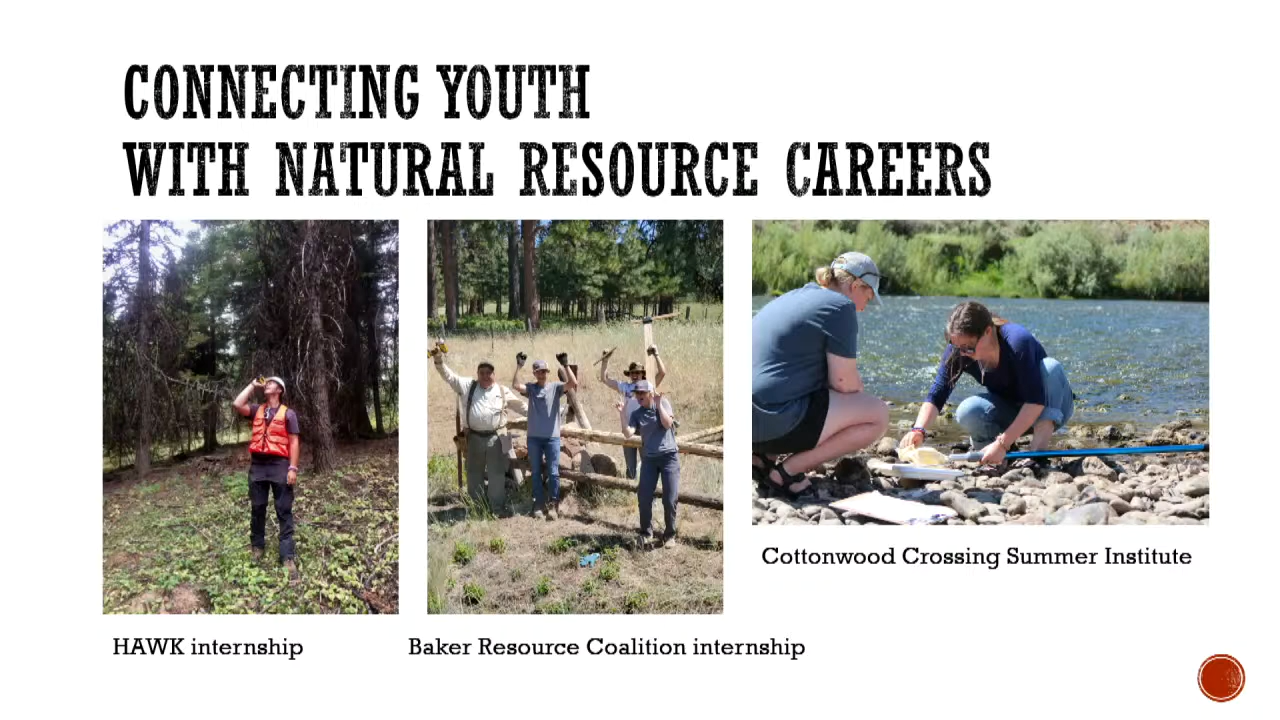 CONNECTING YOUTH
WITH NATURAL RESOURCE CAREERS
Cottonwood Crossing Summer Institute
HAWK internship
Baker Resource Coalition internship